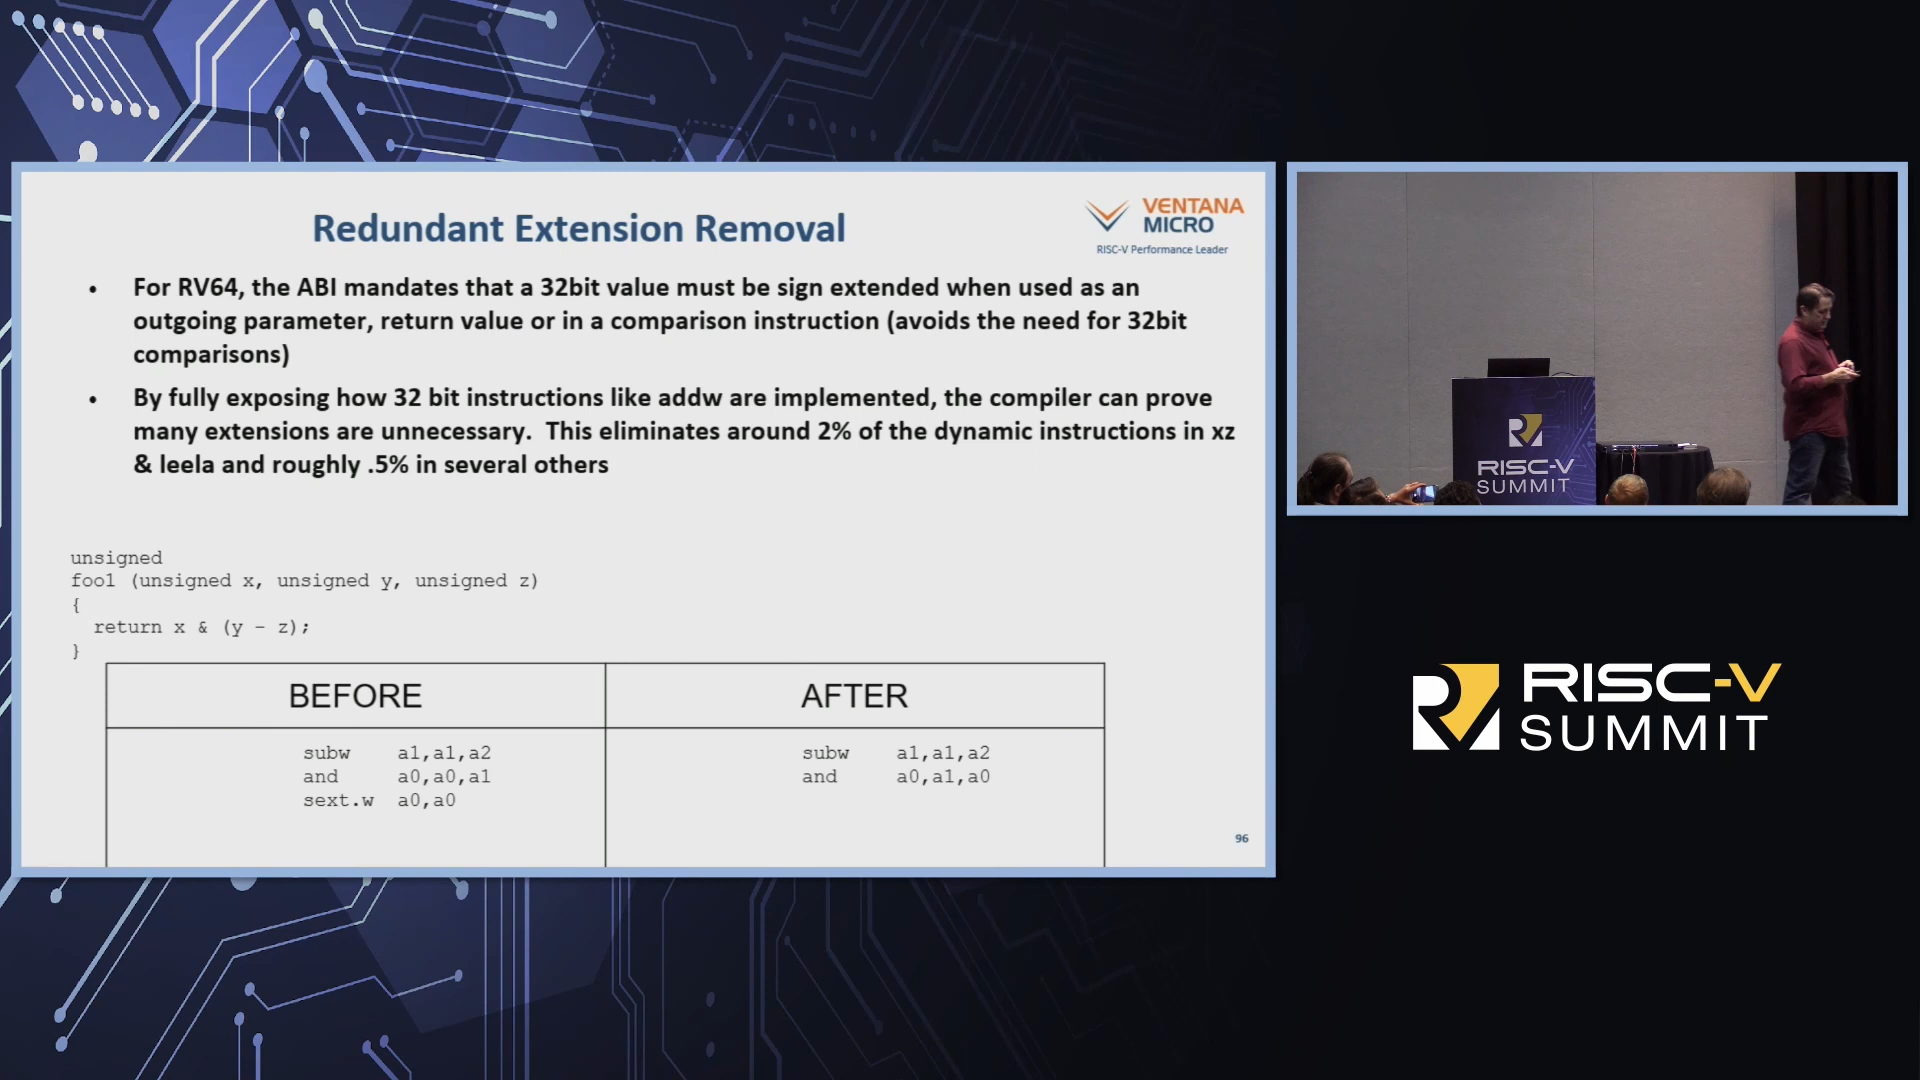 Redundant Extension Removal
VENTANA
MICRO
RISC-V Performance Leader
• For RV64, the ABI mandates that a 32bit value must be sign extended when used as an
outgoing parameter, return value or in a comparison instruction (avoids the need for 32bit
comparisons)
• By fully exposing how 32 bit instructions like addw are implemented, the compiler can prove
many extensions are unnecessary.  This eliminates around 2% of the dynamic instructions in xz
& leela and roughly .5% in several others
unsigned
foo1 (unsigned x, unsigned y, unsigned z)
{
  return x & (y - z);
}
BEFORE
subw    a1,a1,a2
and     a0,a0,a1
sext.w  a0,a0
AFTER
subw    a1,a1,a2
and     a0,a1,a0
96
RISC-V
SUMMIT
RISC-V
SUMMIT